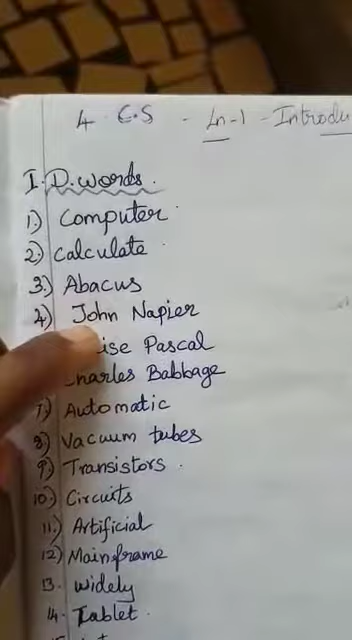 4 C.S - Ln-1 - Introdu
I. D. words.
1) Computer
2) Calculate
3) Abacus
4) John Napier
ise Pascal
Charles Babbage
7) Automatic
8) Vacuum tubes
9) Transistors.
10) Circuits
11) Artificial
12) Mainframe
13. Widely
14. Tablet.